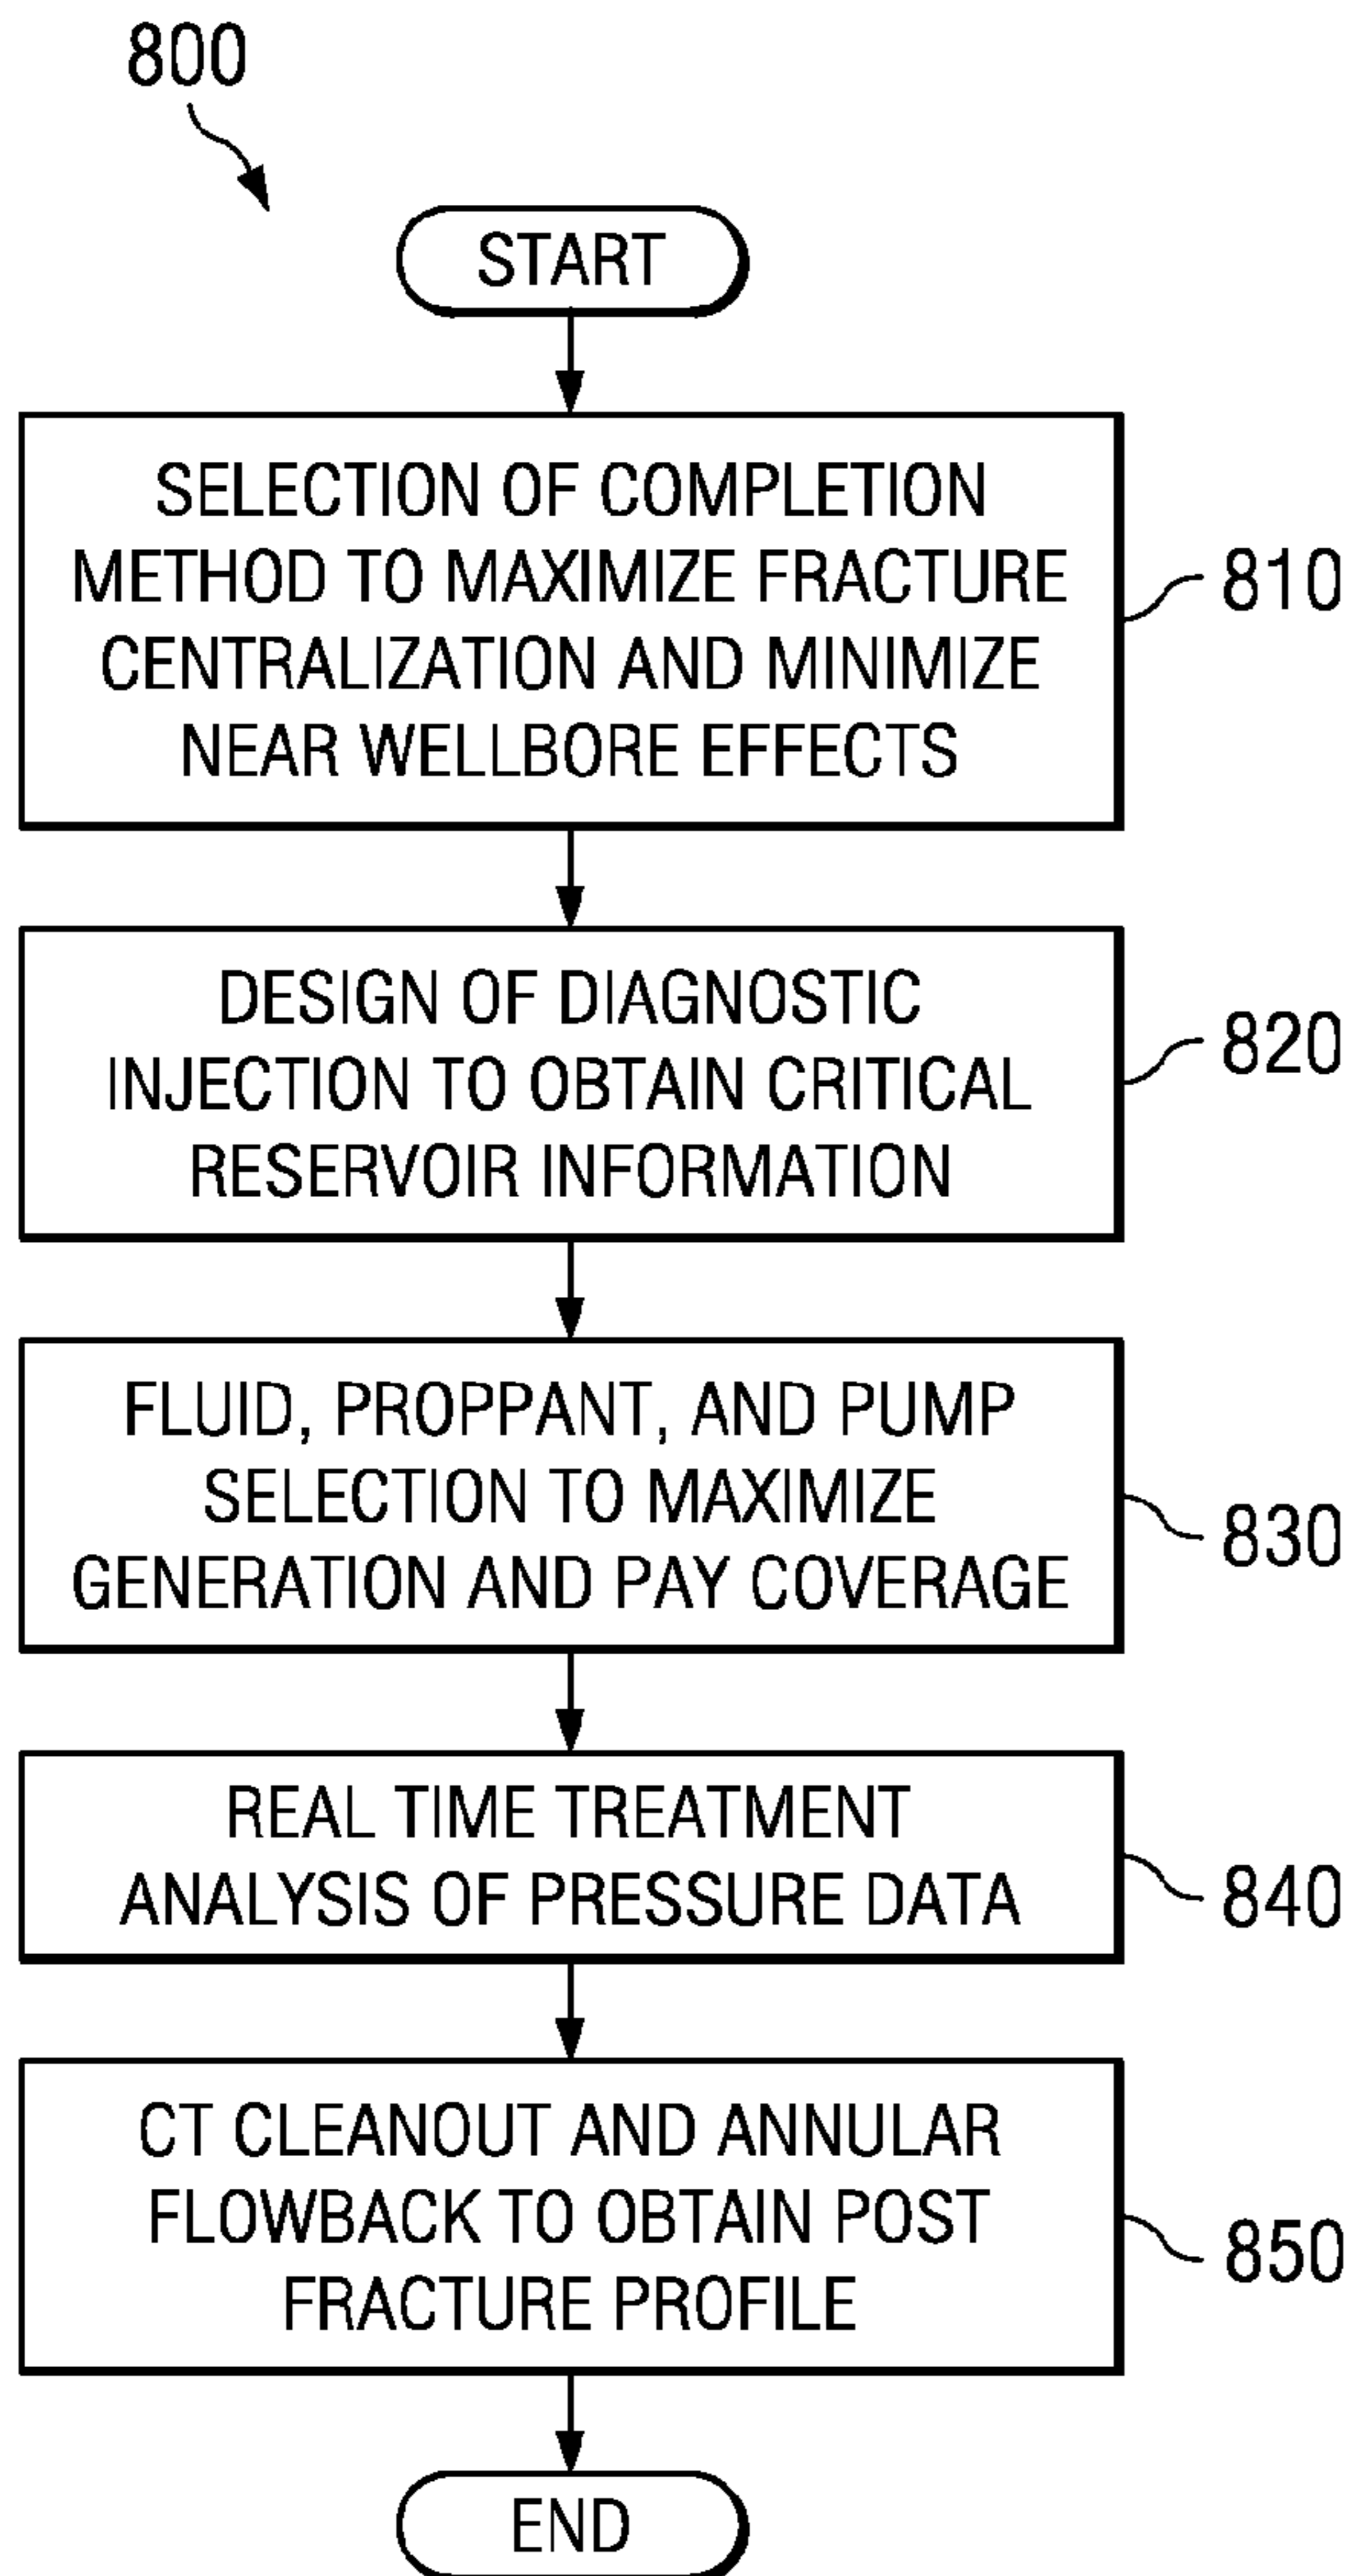 800
START
SELECTION OF COMPLETION
METHOD TO MAXIMIZE FRACTURE
CENTRALIZATION AND MINIMIZE
NEAR WELLBORE EFFECTS
810
DESIGN OF DIAGNOSTIC
INJECTION TO OBTAIN CRITICAL
RESERVOIR INFORMATION
820
FLUID, PROPPANT, AND PUMP
SELECTION TO MAXIMIZE
GENERATION AND PAY COVERAGE
830
REAL TIME TREATMENT
ANALYSIS OF PRESSURE DATA
840
CT CLEANOUT AND ANNULAR
FLOWBACK TO OBTAIN POST
FRACTURE PROFILE
850
END